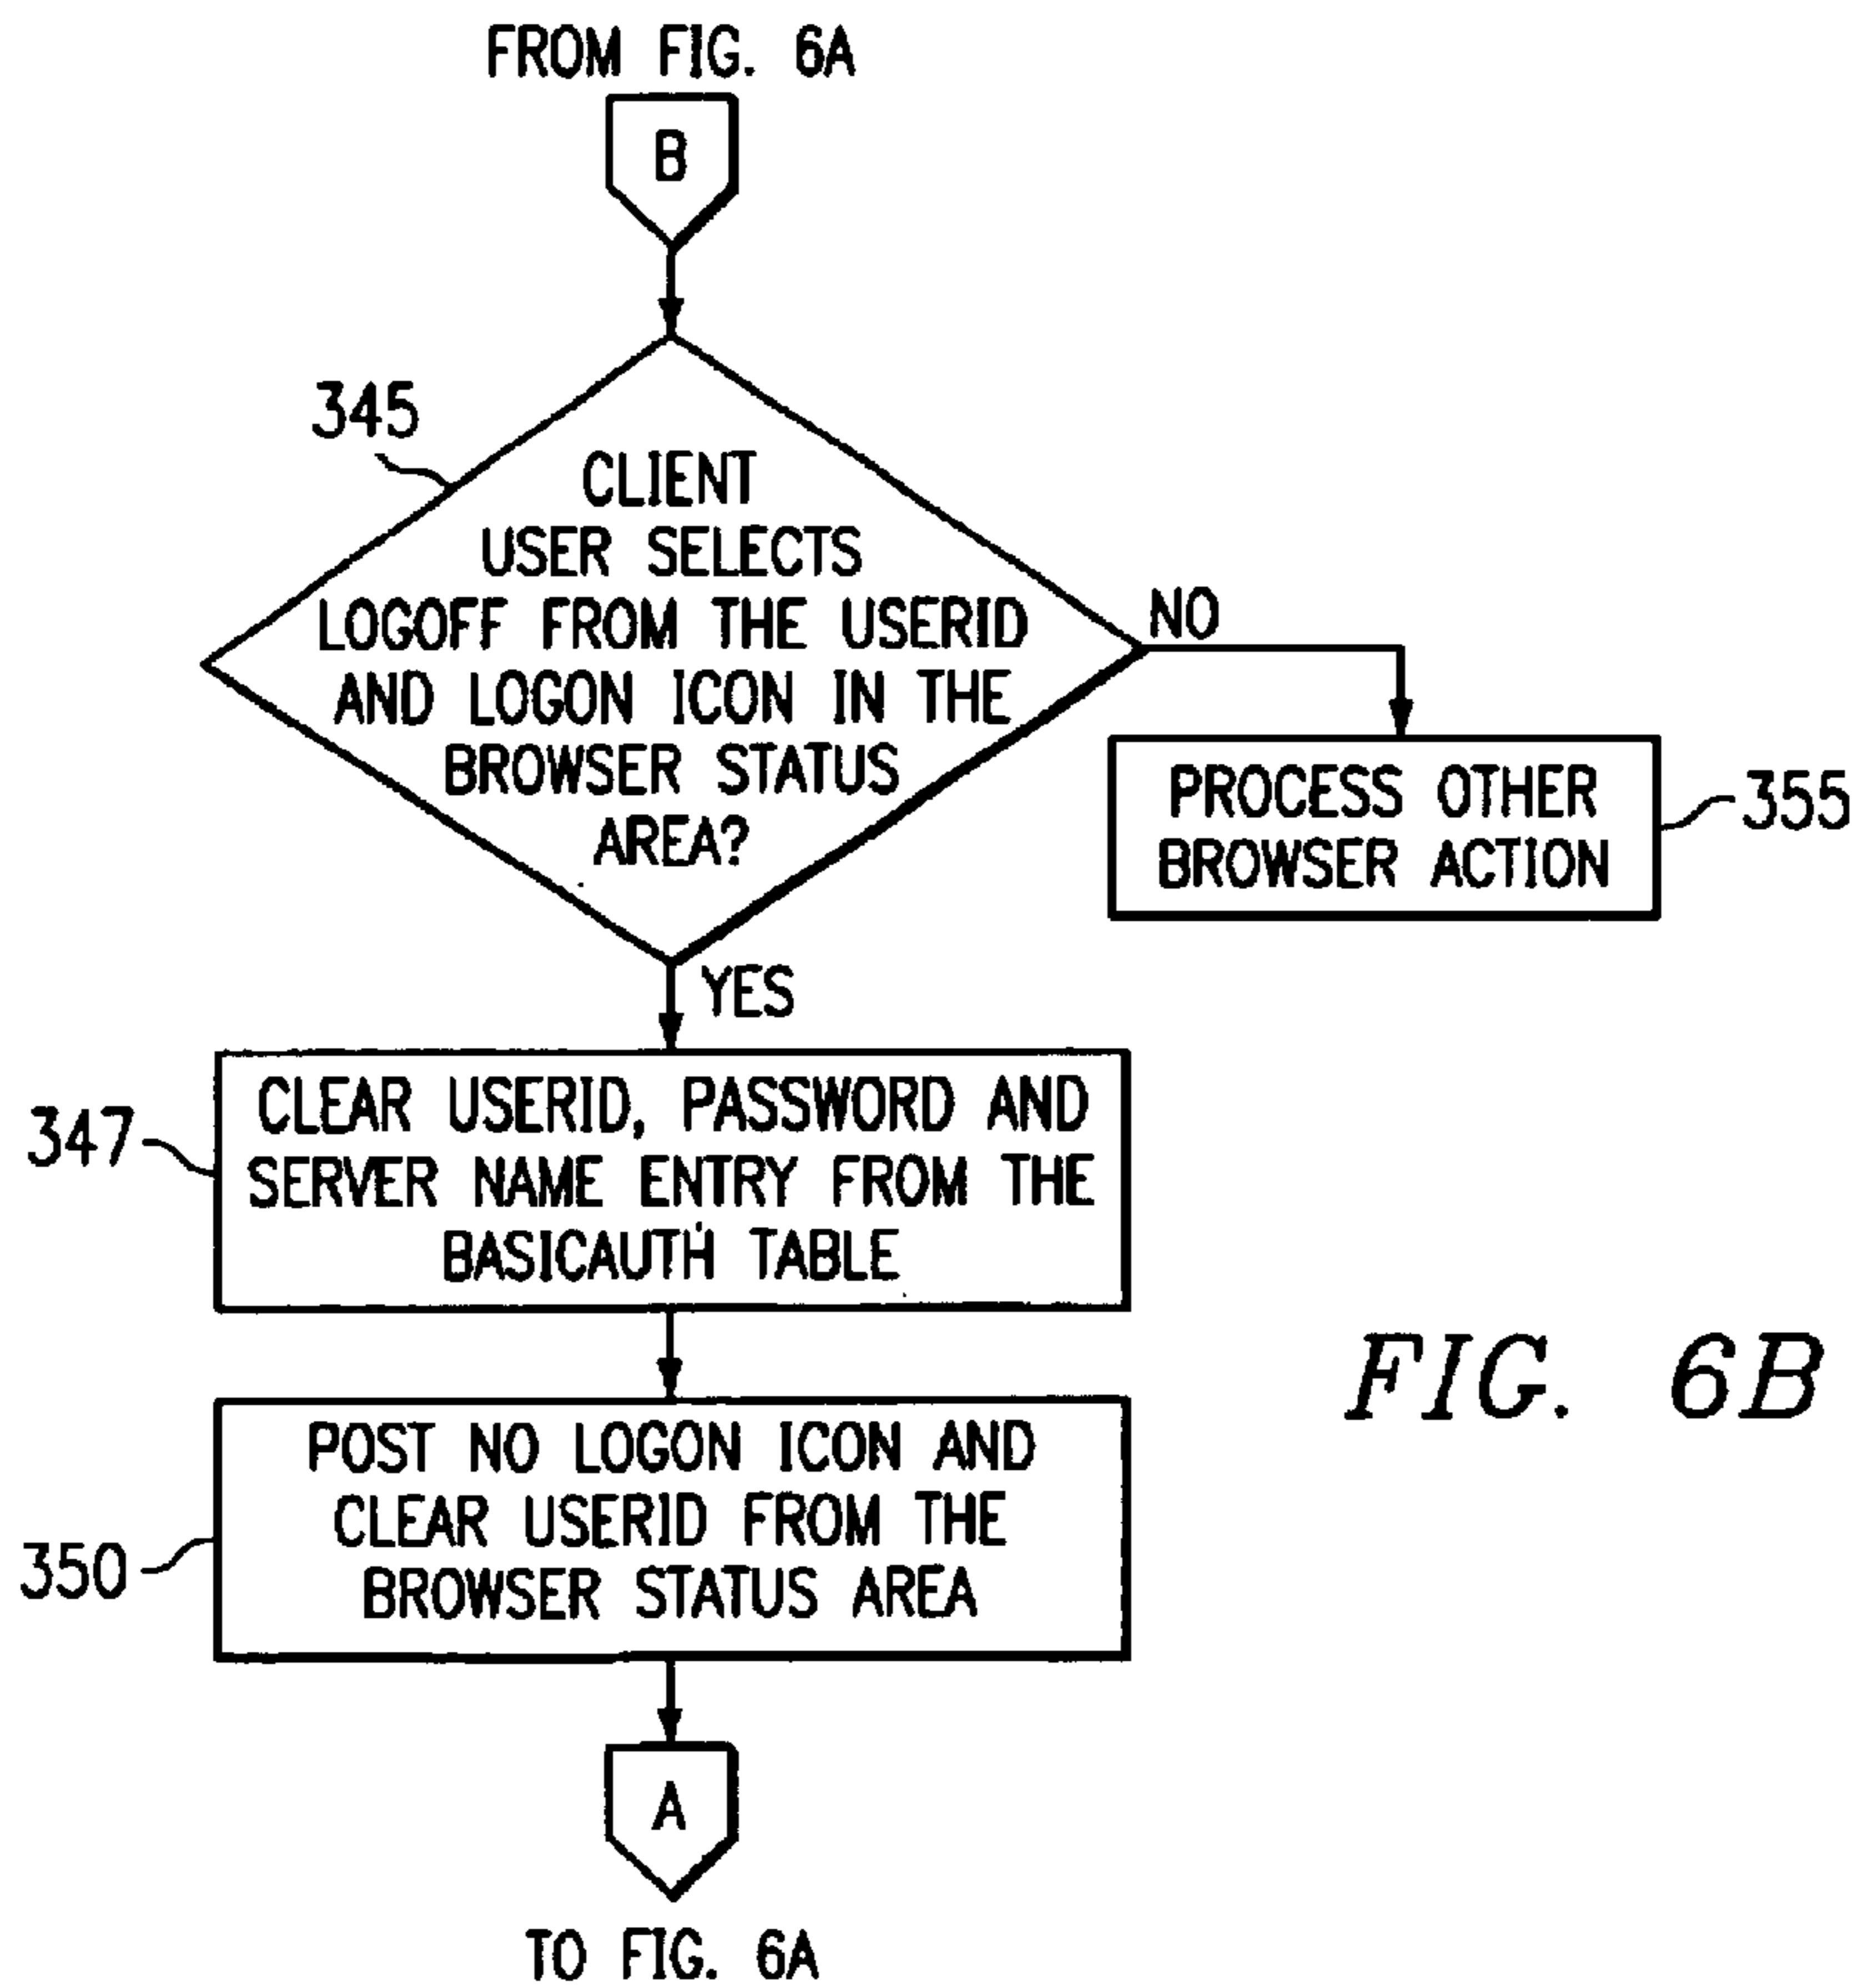 FROM FIG. 6A
B
345
CLIENT
USER SELECTS
LOGOFF FROM THE USERID
AND LOGON ICON IN THE
BROWSER STATUS
AREA?
NO
PROCESS OTHER
BROWSER ACTION
355
YES
347
CLEAR USERID, PASSWORD AND
SERVER NAME ENTRY FROM THE
BASICAUTH TABLE
FIG. 6B
350
POST NO LOGON ICON AND
CLEAR USERID FROM THE
BROWSER STATUS AREA
A
TO FIG. 6A